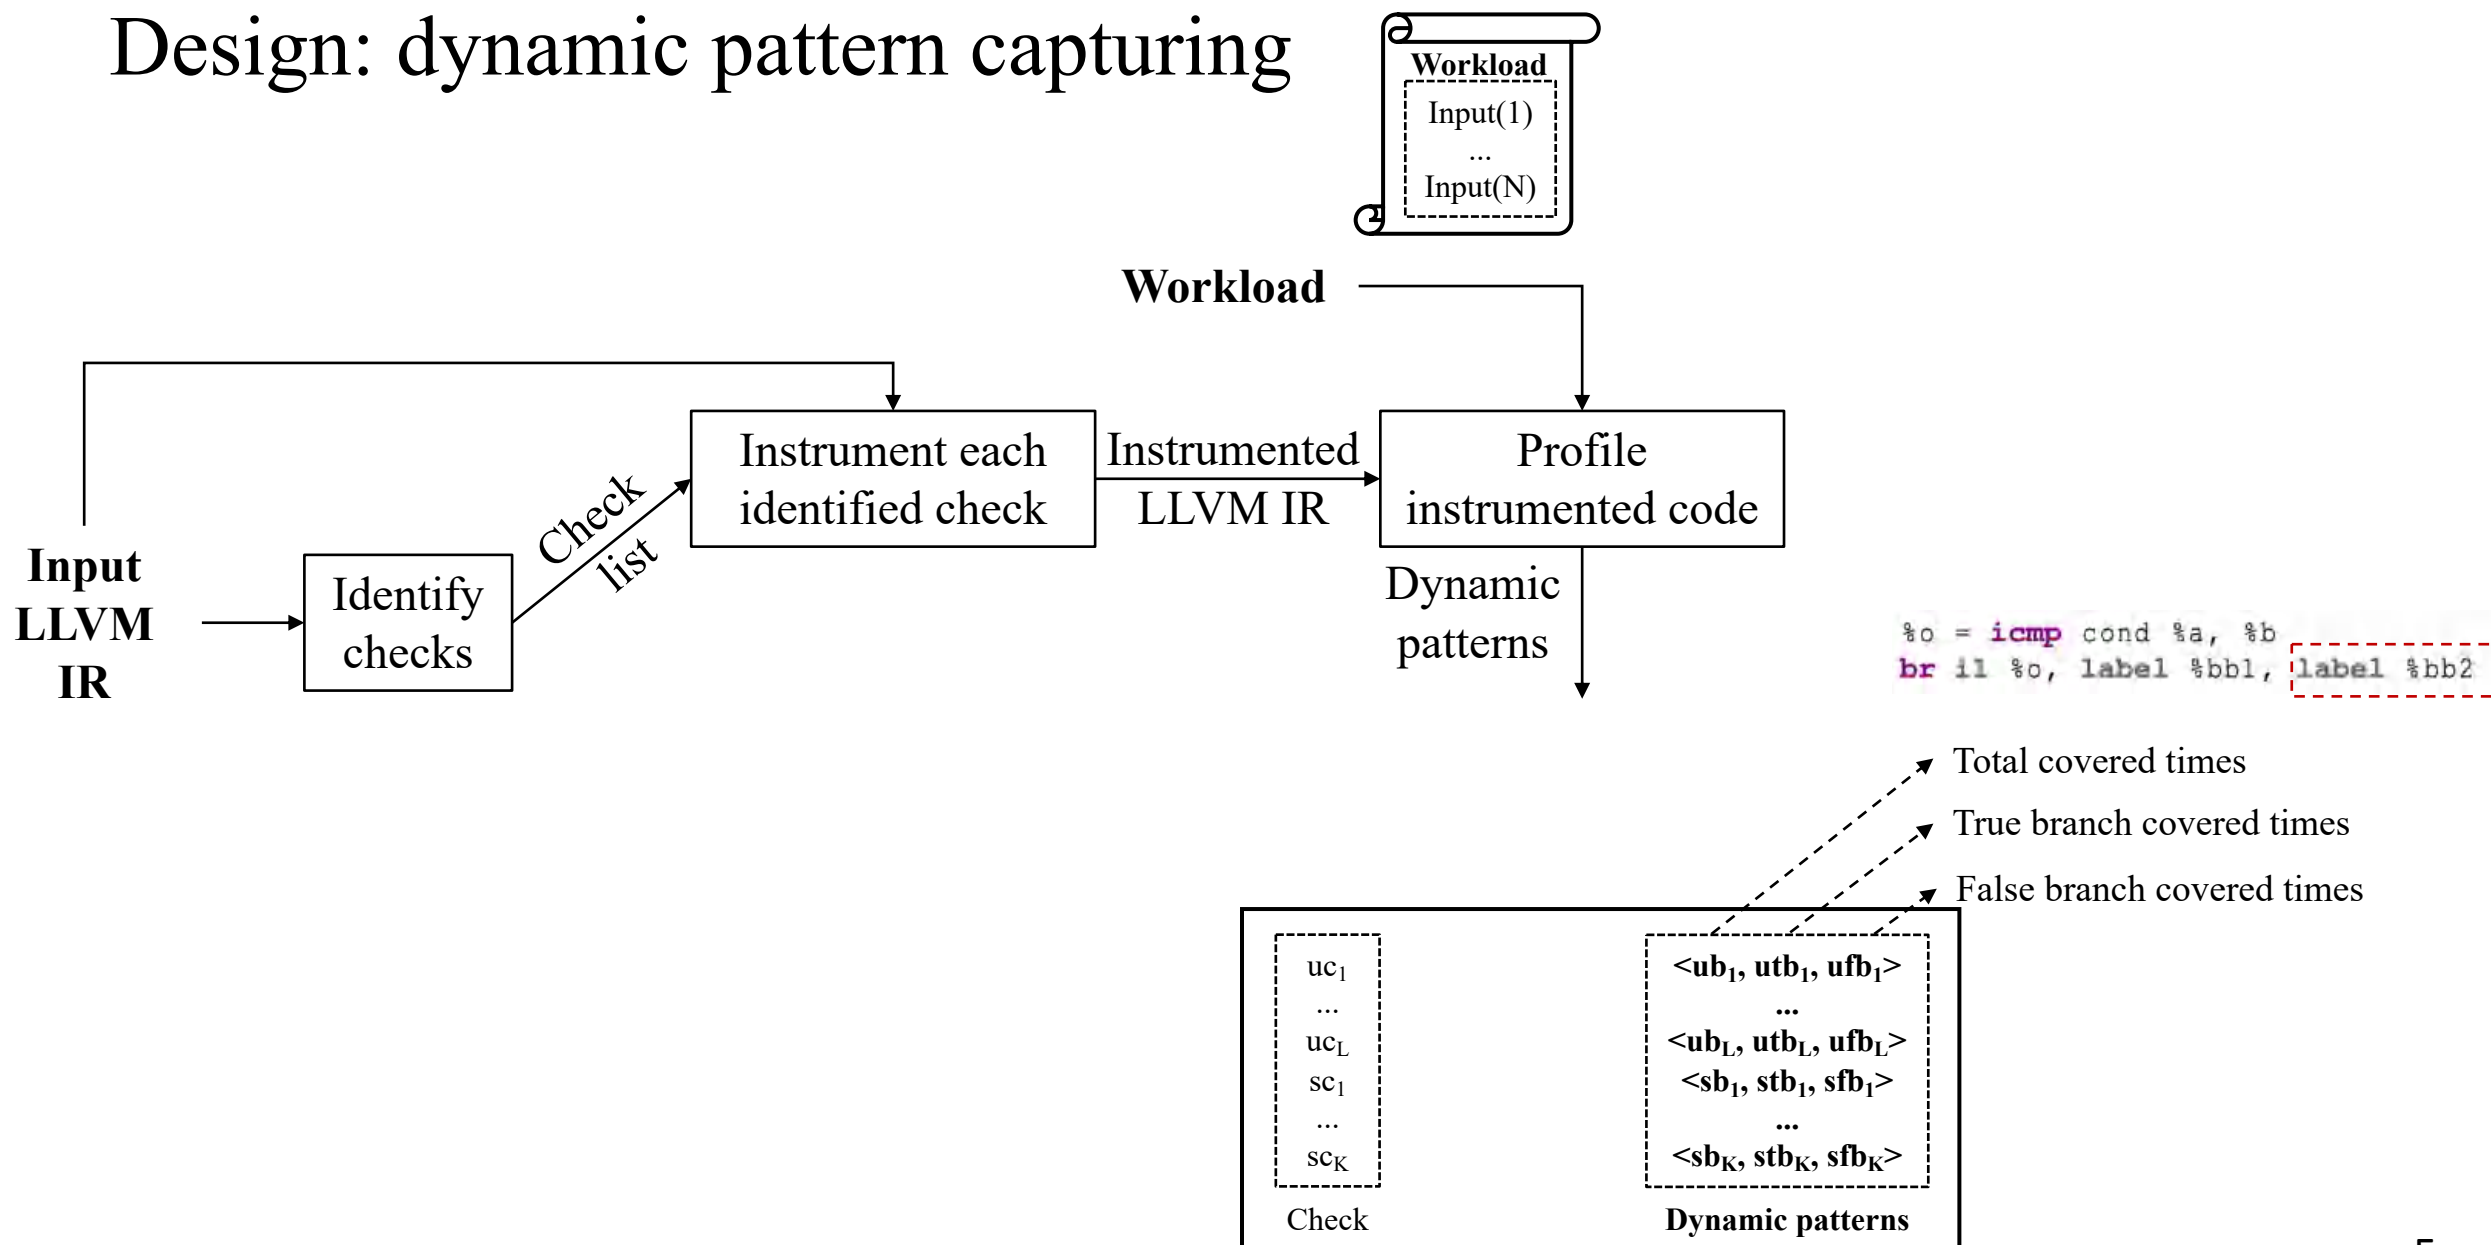 Design: dynamic pattern capturing
Workload
Input(1)
...
Input(N)
Workload
Instrument each
identified check
Instrumented
LLVM IR
Profile
instrumented code
Check
list
Input
LLVM
IR
Identify
checks
Dynamic
patterns
%o = icmp cond %a, %b
br i1 %o, label %bb1, label %bb2
Total covered times
True branch covered times
False branch covered times
uc1
...
ucL
sc1
...
scK
Check
<ub1, utb1, ufb1>
...
<ubL, utbL, ufbL>
<sb1, stb1, sfb1>
...
<sbK, stbK, sfbK>
Dynamic patterns